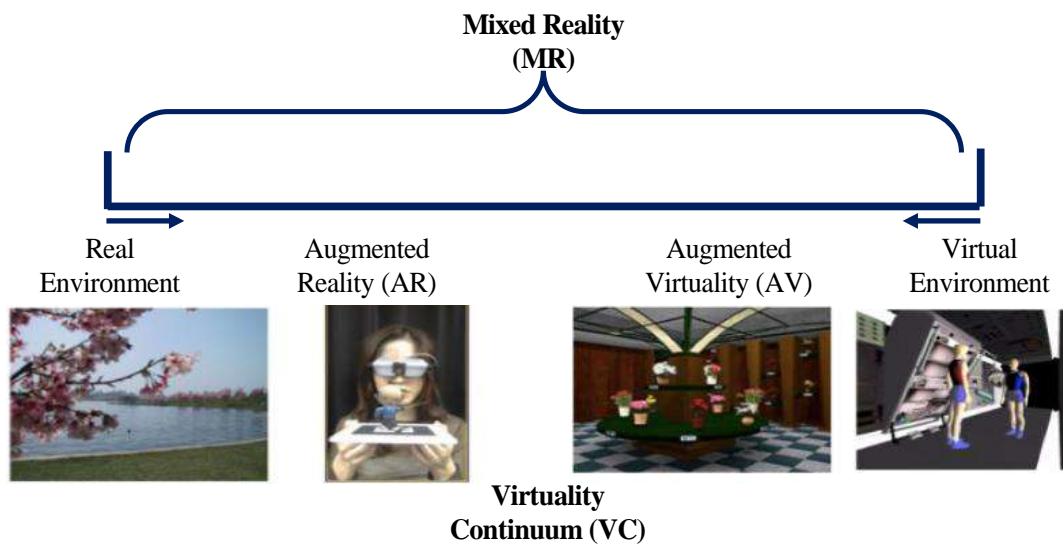 Mixed Reality
(MR)
Real
Environment
Augmented
Reality (AR)
Augmented
Virtuality (AV)
Virtual
Environment
Virtuality
Continuum (VC)